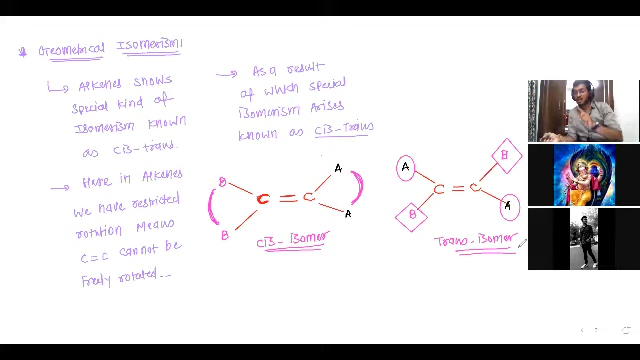 * Geometrical Isomerism
↳ Alkenes shows
special kind of
Isomerism known
as Cis-trans.
→ Here in Alkenes
we have restricted
rotation Means
C=C cannot be
Freely rotated...
→ As a result
of which special
isomerism Arises
known as Cis-Trans
B A
C = C
B A
Cis-Isomer
A B
C = C
B A
Trans-Isomer